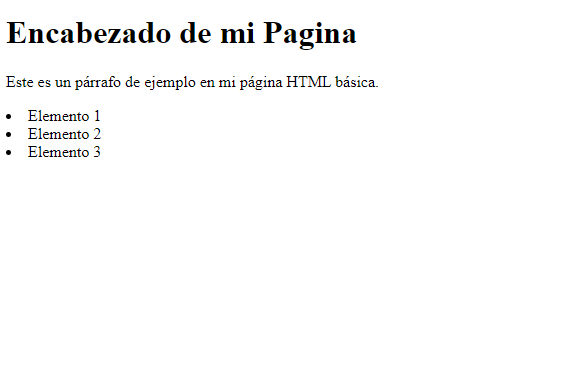 Encabezado de mi Pagina
Este es un párrafo de ejemplo en mi página HTML básica.
• Elemento 1
• Elemento 2
• Elemento 3